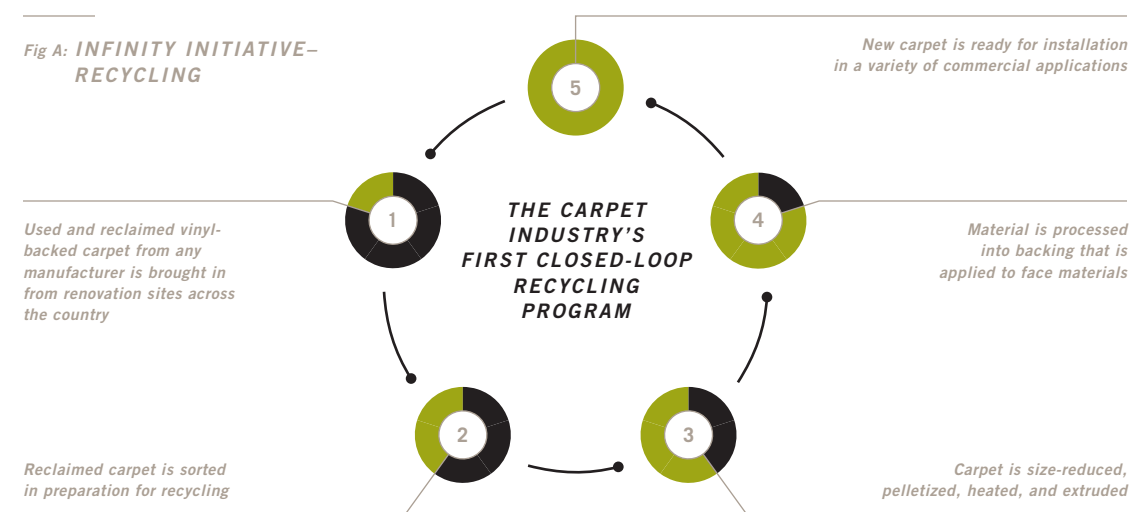 Fig A: INFINITY INITIATIVE–
RECYCLING
5
New carpet is ready for installation
in a variety of commercial applications
1
Used and reclaimed vinyl-
backed carpet from any
manufacturer is brought in
from renovation sites across
the country
THE CARPET
INDUSTRY'S
FIRST CLOSED-LOOP
RECYCLING
PROGRAM
4
Material is processed
into backing that is
applied to face materials
2
Reclaimed carpet is sorted
in preparation for recycling
3
Carpet is size-reduced,
pelletized, heated, and extruded